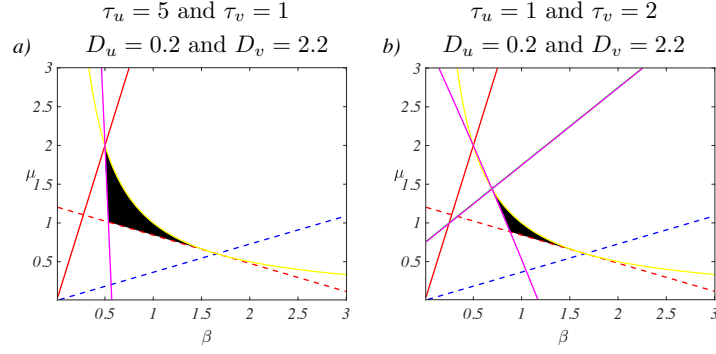 τ_u = 5 and τ_v = 1
a) D_u = 0.2 and D_v = 2.2
3
2.5
2
μ
1.5
1
0.5
0.5 1 1.5 2 2.5 3
β
τ_u = 1 and τ_v = 2
b) D_u = 0.2 and D_v = 2.2
3
2.5
2
μ
1.5
1
0.5
0.5 1 1.5 2 2.5 3
β